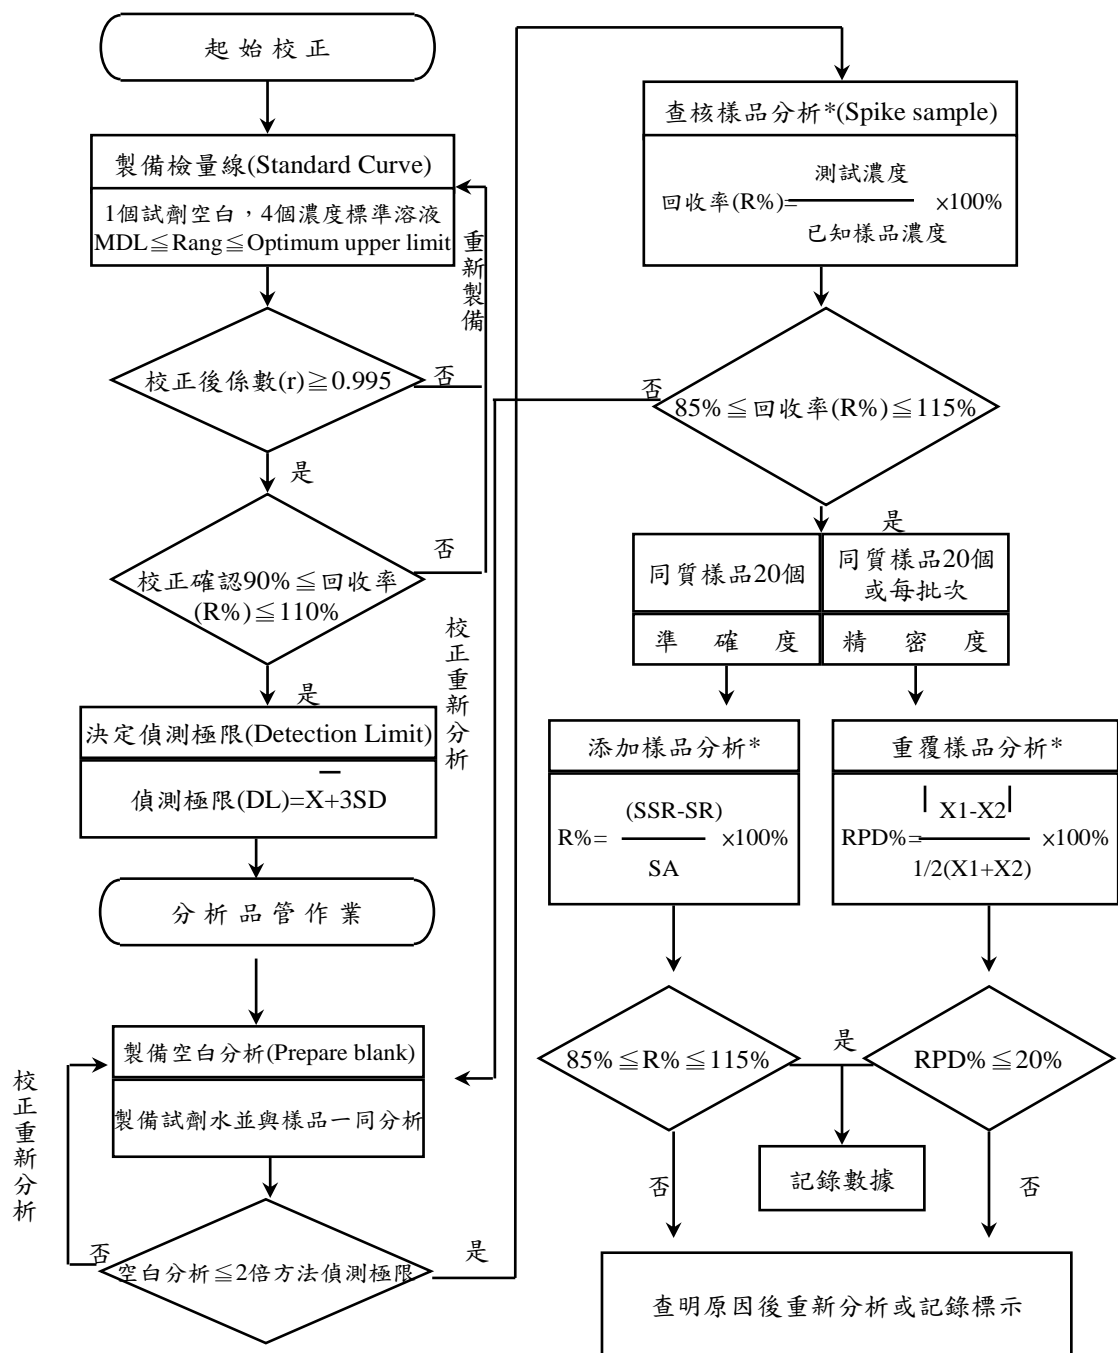 起始校正
製備檢量線(Standard Curve)
1個試劑空白，4個濃度標準溶液
MDL≦Rang≦Optimum upper limit
重新製備
校正後係數(r)≧0.995
否
是
校正確認90%≦回收率
(R%)≦110%
否
是
決定偵測極限(Detection Limit)
偵測極限(DL)=X̄+3SD
分析品管作業
製備空白分析(Prepare blank)
製備試劑水並與樣品一同分析
校正重新分析
空白分析≦2倍方法偵測極限
否
是
查核樣品分析*(Spike sample)
測試濃度
回收率(R%)= ×100%
已知樣品濃度
85%≦回收率(R%)≦115%
否
校正重新分析
是
同質樣品20個
準確度
同質樣品20個
或每批次
精密度
添加樣品分析*
(SSR-SR)
R%= ×100%
SA
重覆樣品分析*
|X1-X2|
RPD%= ×100%
1/2(X1+X2)
85%≦R%≦115%
是
RPD%≦20%
記錄數據
否
否
查明原因後重新分析或記錄標示